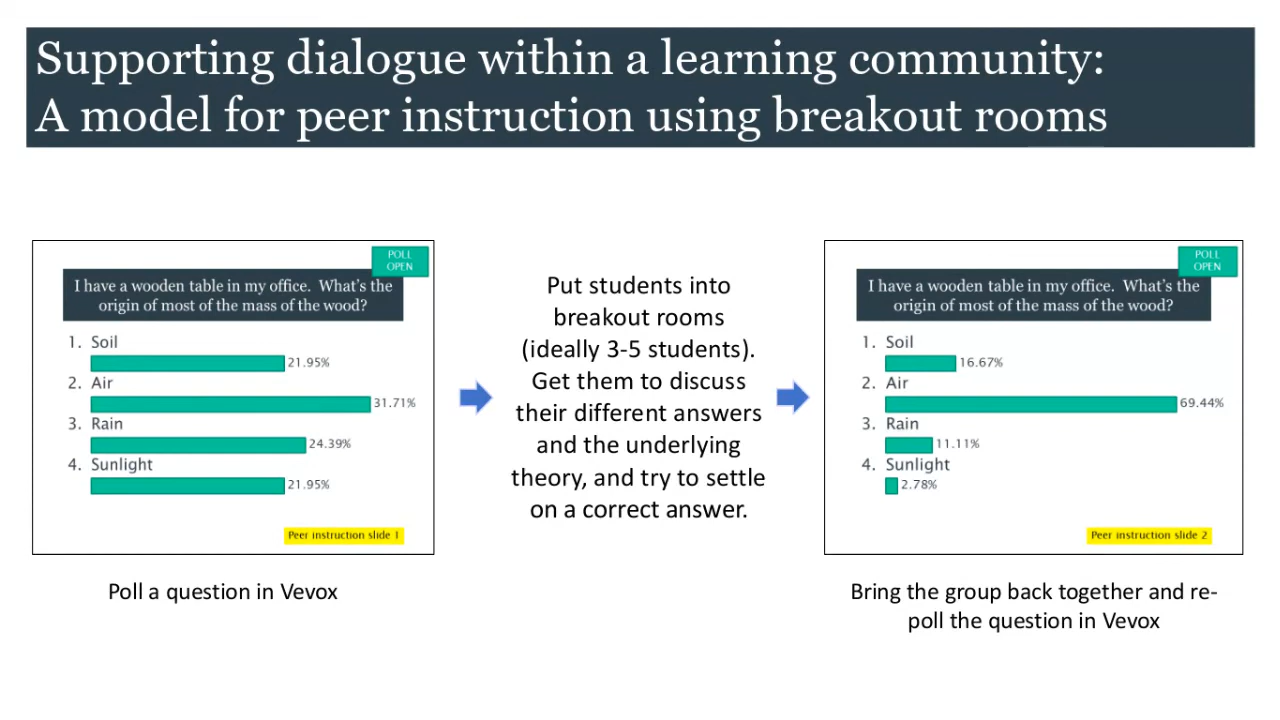 Supporting dialogue within a learning community:
A model for peer instruction using breakout rooms
POLL
OPEN
I have a wooden table in my office.  What's the
origin of most of the mass of the wood?
1. Soil
21.95%
2. Air
31.71%
3. Rain
24.39%
4. Sunlight
21.95%
Peer instruction slide 1
Poll a question in Vevox
Put students into
breakout rooms
(ideally 3-5 students).
Get them to discuss
their different answers
and the underlying
theory, and try to settle
on a correct answer.
POLL
OPEN
I have a wooden table in my office.  What's the
origin of most of the mass of the wood?
1. Soil
16.67%
2. Air
69.44%
3. Rain
11.11%
4. Sunlight
2.78%
Peer instruction slide 2
Bring the group back together and re-
poll the question in Vevox